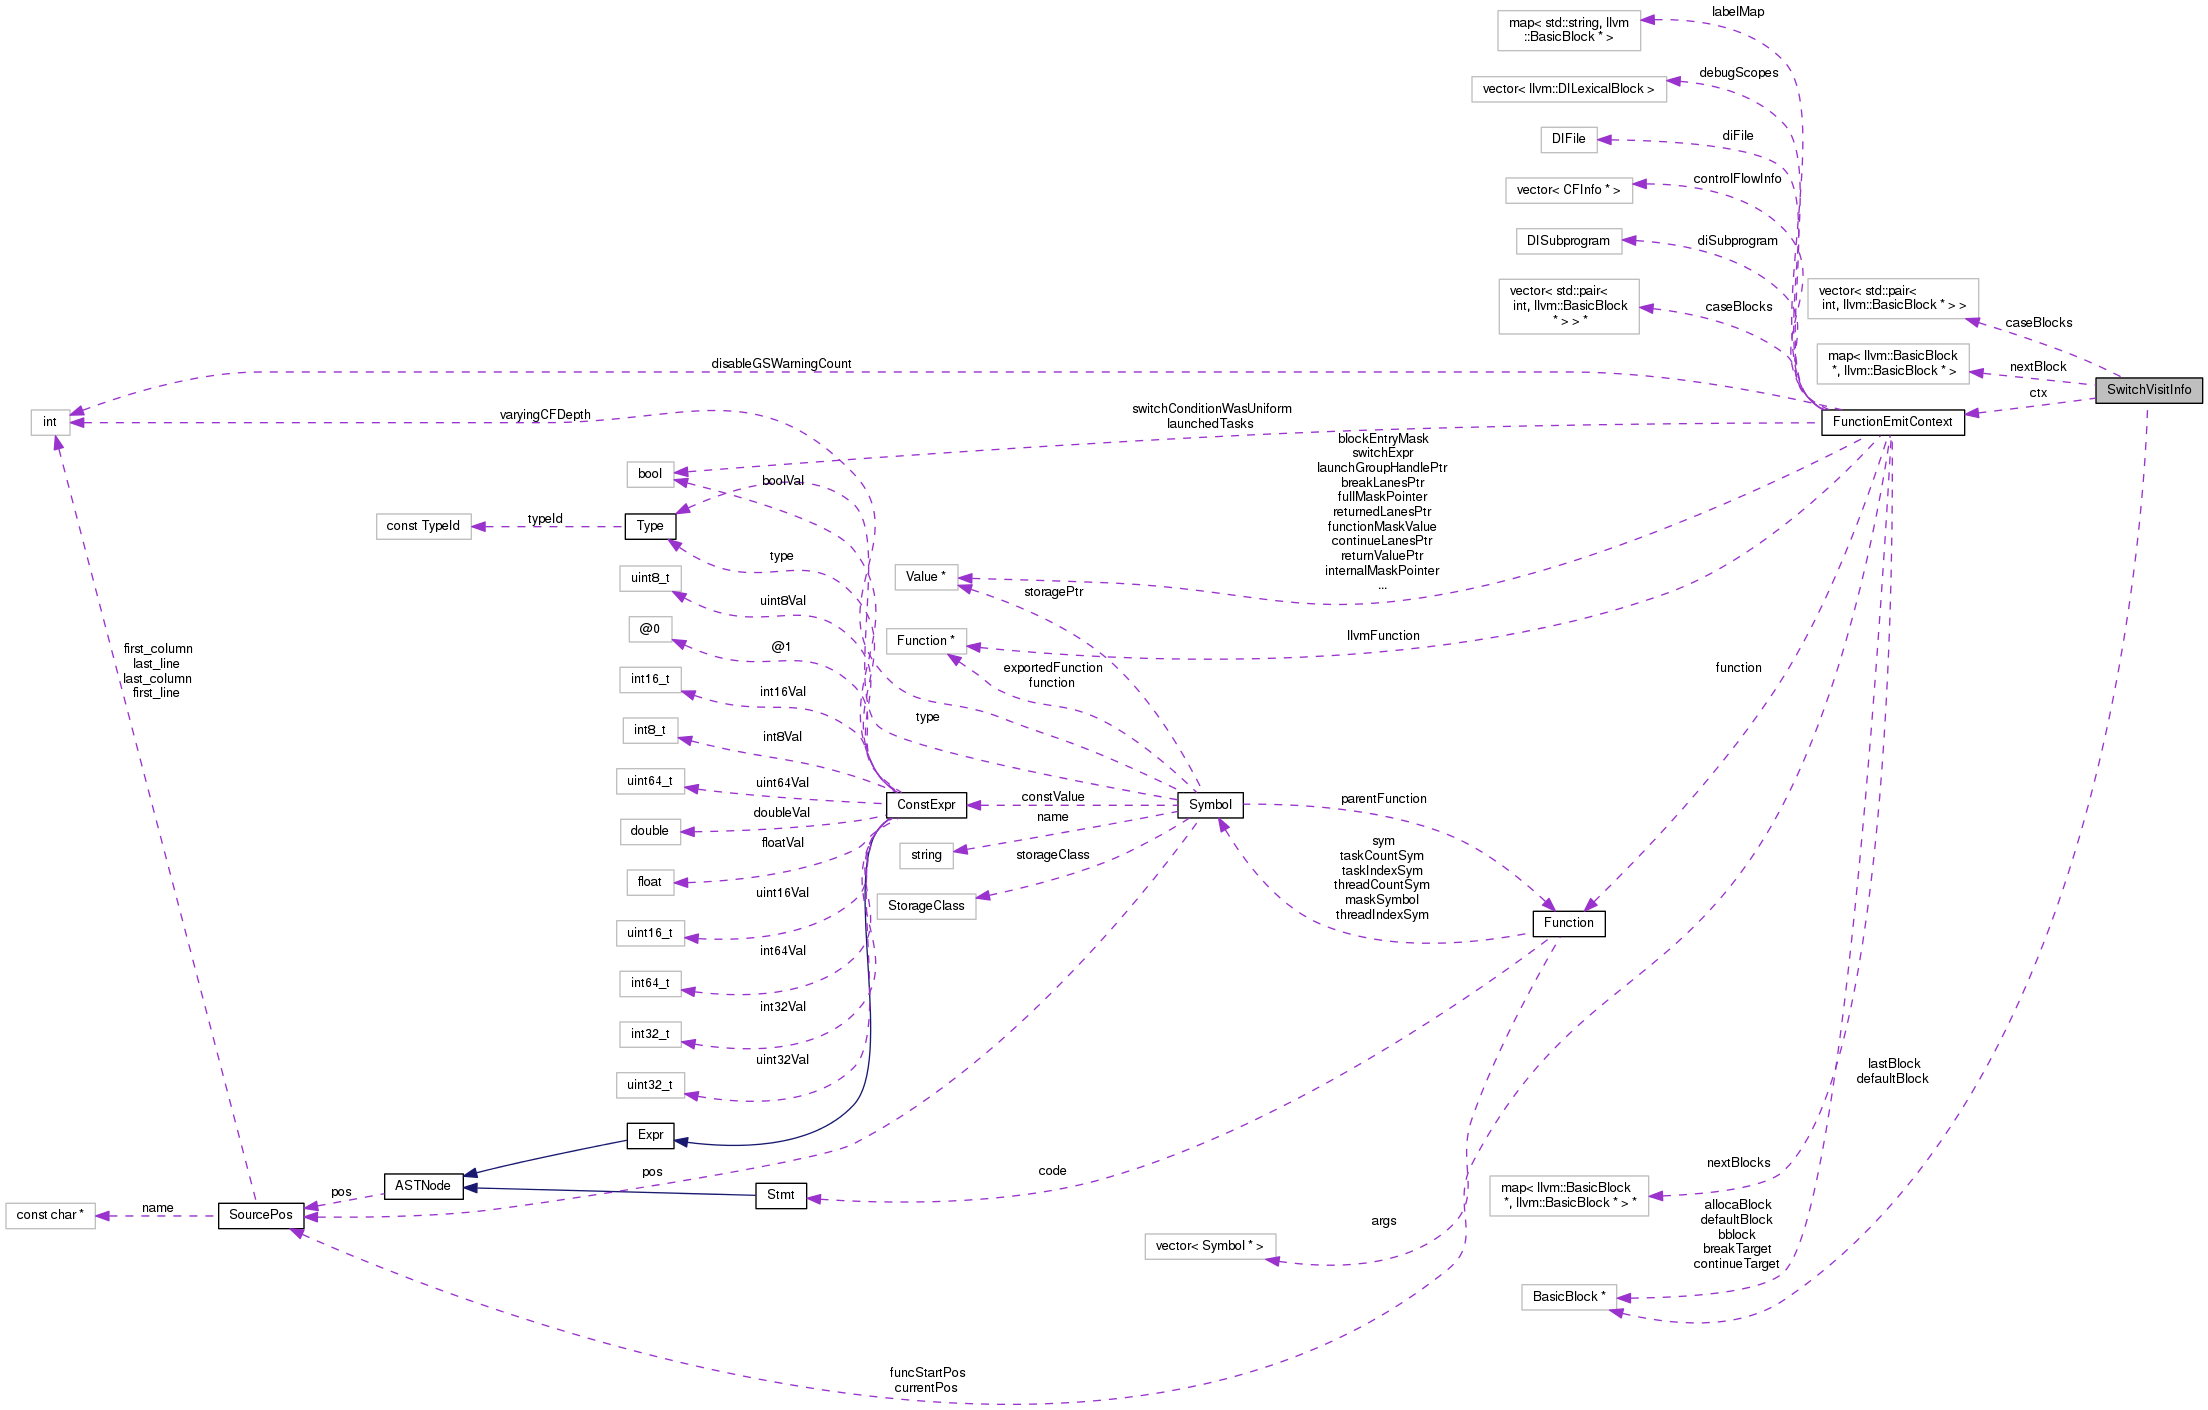 labelMap
map< std::string, llvm
::BasicBlock * >
debugScopes
vector< llvm::DILexicalBlock >
diFile
DIFile
controlFlowInfo
vector< CFInfo * >
diSubprogram
DISubprogram
vector< std::pair<
int, llvm::BasicBlock
* > > *
caseBlocks
vector< std::pair<
int, llvm::BasicBlock * > >
caseBlocks
map< llvm::BasicBlock
*, llvm::BasicBlock * >
nextBlock
SwitchVisitInfo
ctx
FunctionEmitContext
disableGSWarningCount
varyingCFDepth
int
switchConditionWasUniform
launchedTasks
blockEntryMask
switchExpr
launchGroupHandlePtr
breakLanesPtr
fullMaskPointer
returnedLanesPtr
functionMaskValue
continueLanesPtr
returnValuePtr
internalMaskPointer
...
bool
boolVal
const TypeId
typeId
Type
type
uint8_t
uint8Val
Value *
storagePtr
@0
@1
Function *
llvmFunction
exportedFunction
function
function
first_column
last_line
last_column
first_line
int16_t
int16Val
type
int8_t
int8Val
uint64_t
uint64Val
ConstExpr
constValue
name
Symbol
parentFunction
double
doubleVal
floatVal
string
storageClass
sym
taskCountSym
taskIndexSym
threadCountSym
maskSymbol
threadIndexSym
float
uint16Val
StorageClass
Function
uint16_t
int64Val
int64_t
int32Val
int32_t
uint32Val
uint32_t
lastBlock
defaultBlock
Expr
ASTNode
pos
pos
Stmt
code
nextBlocks
map< llvm::BasicBlock
*, llvm::BasicBlock * > *
const char *
name
SourcePos
args
vector< Symbol * >
allocaBlock
defaultBlock
bblock
breakTarget
continueTarget
BasicBlock *
funcStartPos
currentPos